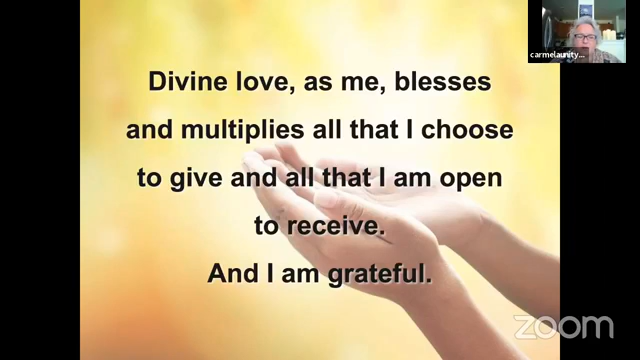 Divine love, as me, blesses
and multiplies all that I choose
to give and all that I am open
to receive.
And I am grateful.
carmelaunity...
zoom